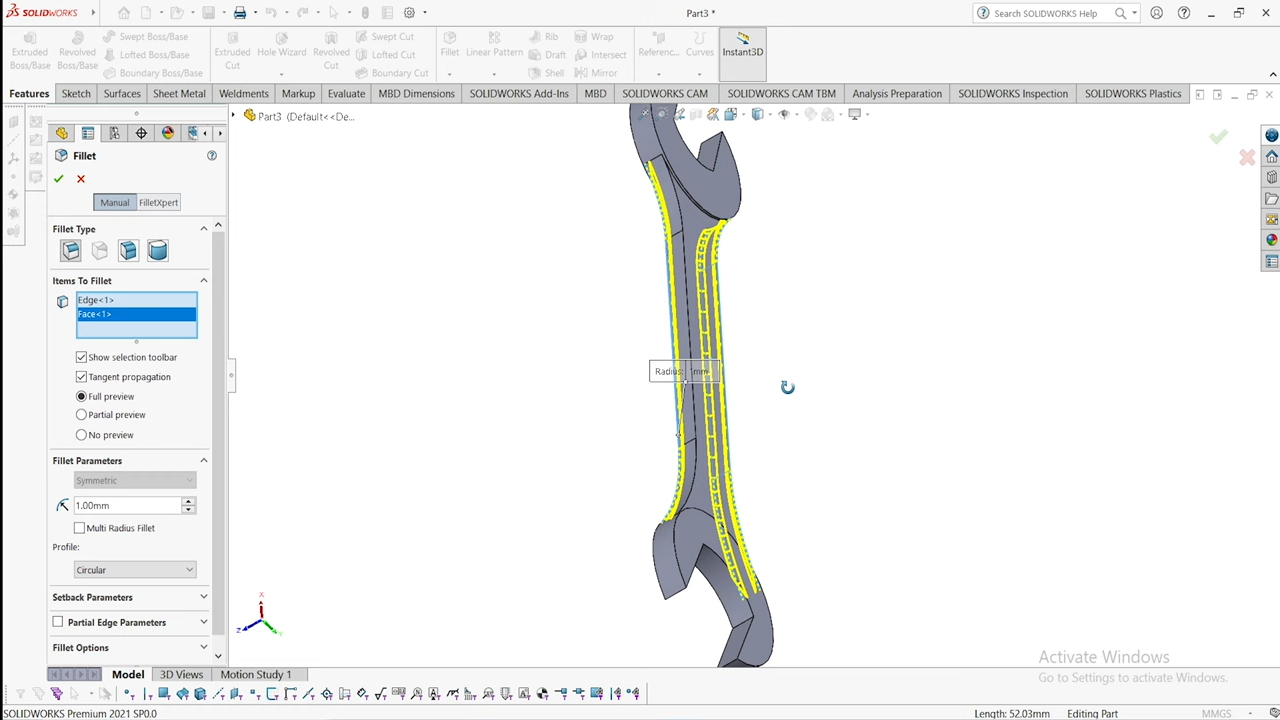 SOLIDWORKS
Part3 *
Search SOLIDWORKS Help
Extruded Boss/Base
Revolved Boss/Base
Swept Boss/Base
Lofted Boss/Base
Boundary Boss/Base
Extruded Cut
Hole Wizard
Revolved Cut
Swept Cut
Lofted Cut
Boundary Cut
Fillet
Linear Pattern
Rib
Draft
Shell
Wrap
Intersect
Mirror
Referenc...
Curves
Instant3D
Features
Sketch
Surfaces
Sheet Metal
Weldments
Markup
Evaluate
MBD Dimensions
SOLIDWORKS Add-Ins
MBD
SOLIDWORKS CAM
SOLIDWORKS CAM TBM
Analysis Preparation
SOLIDWORKS Inspection
SOLIDWORKS Plastics
Part3 (Default<<De...
Fillet
Manual
FilletXpert
Fillet Type
Items To Fillet
Edge<1>
Face<1>
Show selection toolbar
Tangent propagation
Full preview
Partial preview
No preview
Fillet Parameters
Symmetric
1.00mm
Multi Radius Fillet
Profile:
Circular
Setback Parameters
Partial Edge Parameters
Fillet Options
Radius: 1mm
X
Z
Y
Activate Windows
Go to Settings to activate Windows.
Model
3D Views
Motion Study 1
SOLIDWORKS Premium 2021 SP0.0
Length: 52.03mm
Editing Part
MMGS